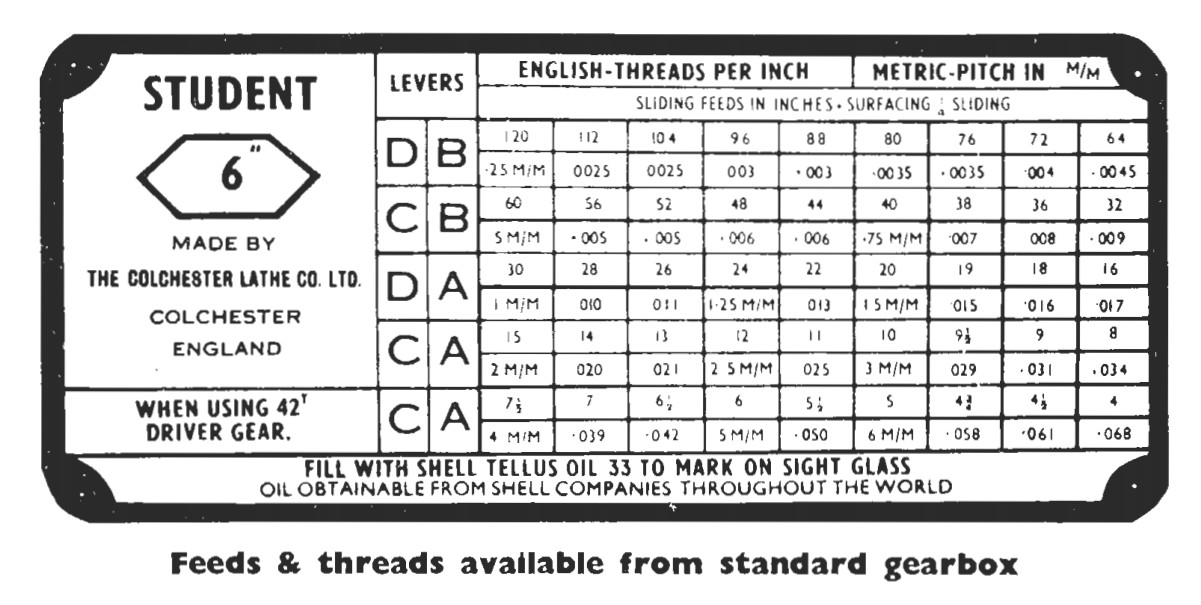 STUDENT
6"
MADE BY
THE COLCHESTER LATHE CO. LTD.
COLCHESTER
ENGLAND
WHEN USING 42T
DRIVER GEAR.
LEVERS ENGLISH-THREADS PER INCH METRIC-PITCH IN M/M
SLIDING FEEDS IN INCHES • SURFACING SLIDING
D B 120 112 104 96 88 80 76 72 64
·25 M/M 0025 0025 003 ·003 ·0035 ·0035 ·004 ·0045
C B 60 56 52 48 44 40 38 36 32
5 M/M ·005 ·005 ·006 ·006 ·75 M/M ·007 008 ·009
D A 30 28 26 24 22 20 19 18 16
1 M/M 010 011 1·25 M/M 013 1 5 M/M ·015 ·016 ·017
C A 15 14 13 12 11 10 9½ 9 8
2 M/M 020 021 2 5 M/M 025 3 M/M 029 ·031 ·034
C A 7½ 7 6½ 6 5½ 5 4¾ 4½ 4
4 M/M ·039 ·042 5 M/M ·050 6 M/M ·058 ·061 ·068
FILL WITH SHELL TELLUS OIL 33 TO MARK ON SIGHT GLASS
OIL OBTAINABLE FROM SHELL COMPANIES THROUGHOUT THE WORLD
Feeds & threads available from standard gearbox